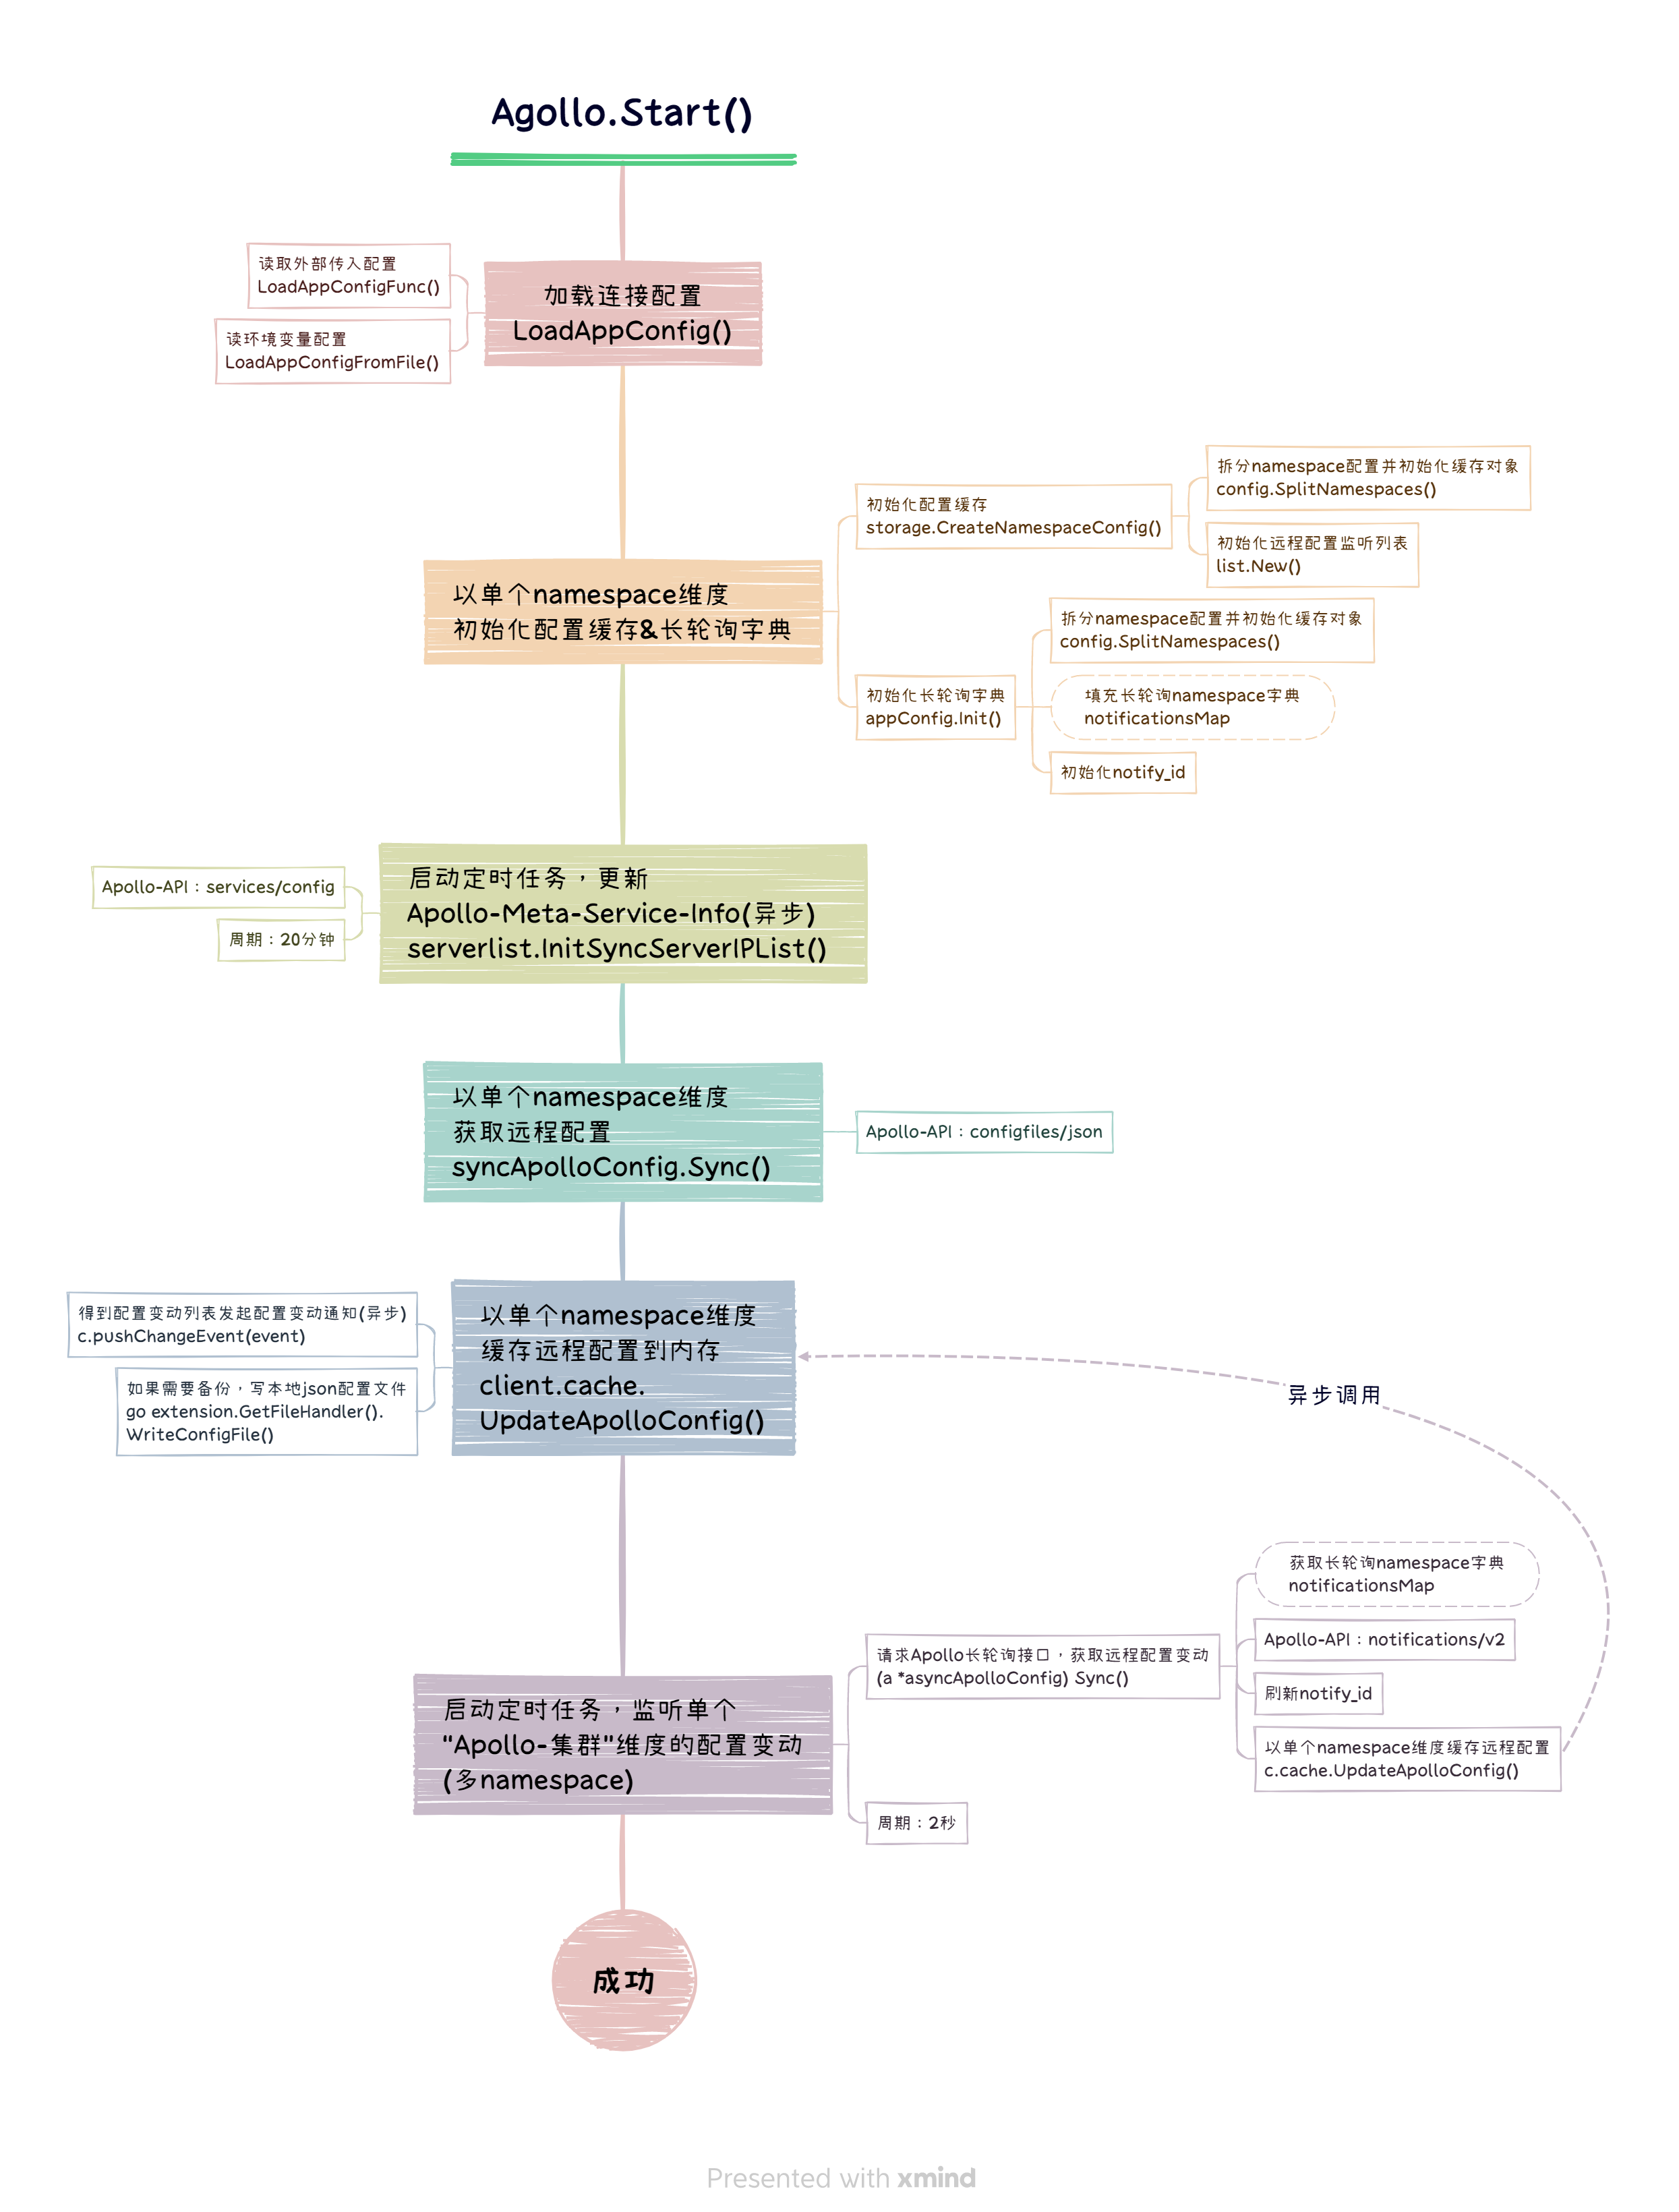 Agollo.Start()
读取外部传入配置
LoadAppConfigFunc()
读环境变量配置
LoadAppConfigFromFile()
加载连接配置
LoadAppConfig()
以单个namespace维度
初始化配置缓存&长轮询字典
初始化配置缓存
storage.CreateNamespaceConfig()
拆分namespace配置并初始化缓存对象
config.SplitNamespaces()
初始化远程配置监听列表
list.New()
初始化长轮询字典
appConfig.Init()
拆分namespace配置并初始化缓存对象
config.SplitNamespaces()
填充长轮询namespace字典
notificationsMap
初始化notify_id
Apollo-API：services/config
周期：20分钟
启动定时任务，更新
Apollo-Meta-Service-Info(异步)
serverlist.InitSyncServerIPList()
以单个namespace维度
获取远程配置
syncApolloConfig.Sync()
Apollo-API：configfiles/json
得到配置变动列表发起配置变动通知(异步)
c.pushChangeEvent(event)
如果需要备份，写本地json配置文件
go extension.GetFileHandler().
WriteConfigFile()
以单个namespace维度
缓存远程配置到内存
client.cache.
UpdateApolloConfig()
异步调用
启动定时任务，监听单个
"Apollo-集群"维度的配置变动
(多namespace)
请求Apollo长轮询接口，获取远程配置变动
(a *asyncApolloConfig) Sync()
获取长轮询namespace字典
notificationsMap
Apollo-API：notifications/v2
刷新notify_id
以单个namespace维度缓存远程配置
c.cache.UpdateApolloConfig()
周期：2秒
成功
Presented with xmind